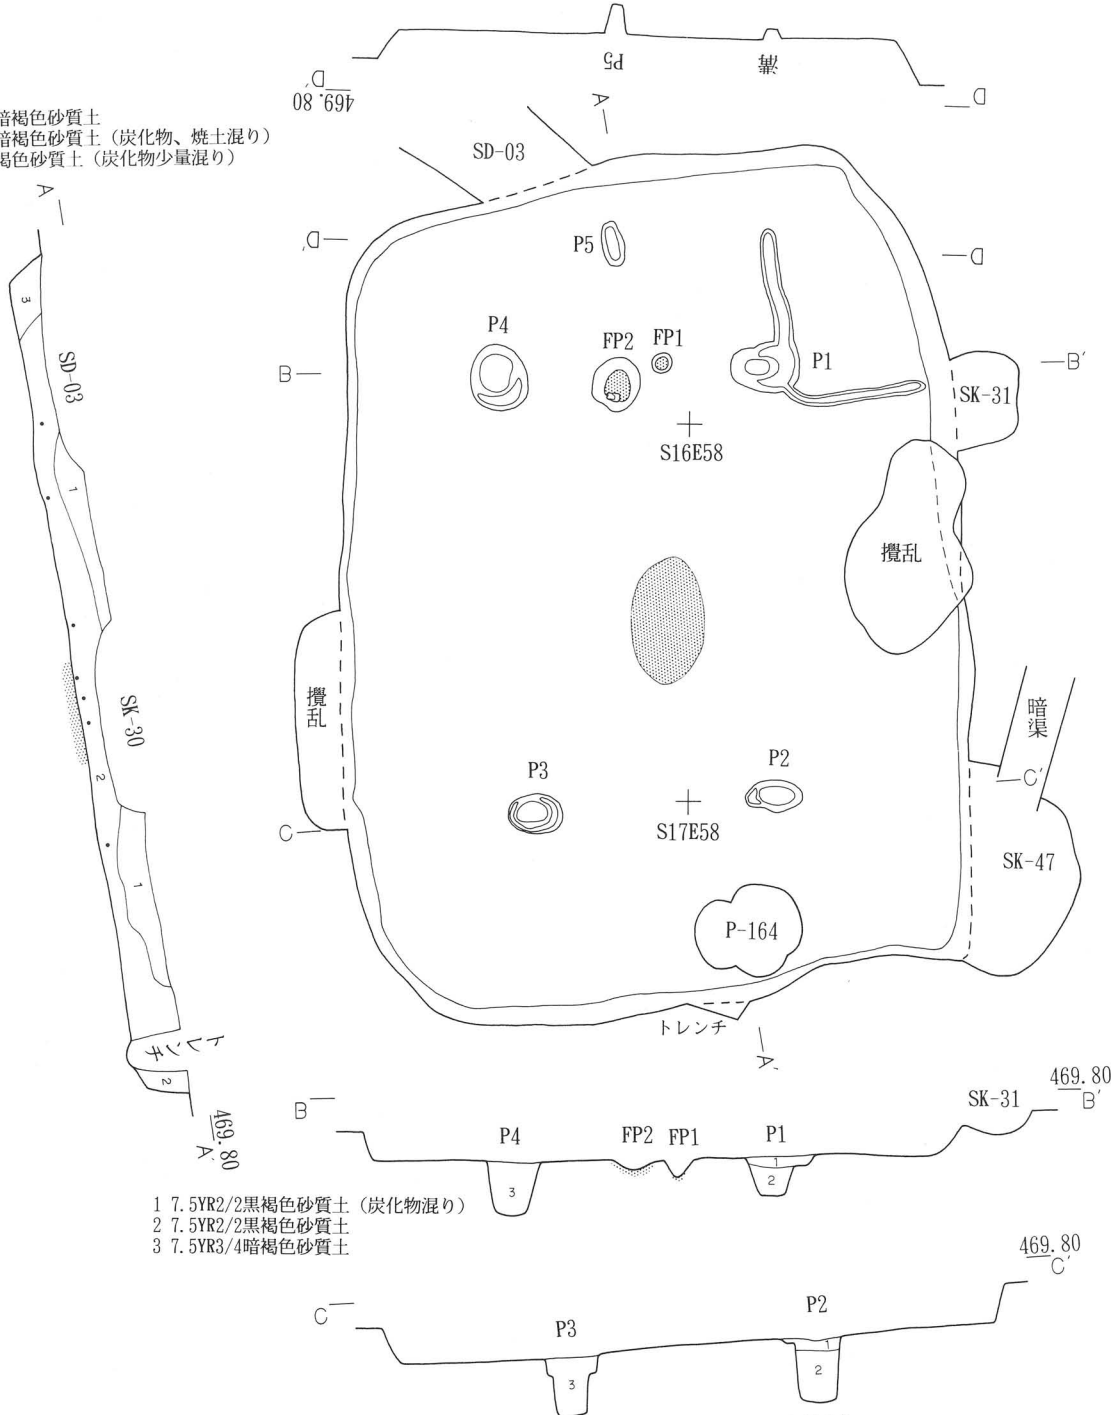 P5
溝
D'
469.80
D
暗褐色砂質土
暗褐色砂質土（炭化物、焼土混り）
褐色砂質土（炭化物少量混り）
A
SD-03
A
D'
P5
D
3
SD-03
P4
FP2
FP1
P1
B
B'
SK-31
S16E58
1
攪乱
攪乱
暗渠
SK-30
2
P3
P2
C'
S17E58
C
1
SK-47
P-164
トレンチ
トレンチ
2
A'
469.80
A'
B
469.80
B'
SK-31
P4
FP2
FP1
P1
1
2
3
1 7.5YR2/2黒褐色砂質土（炭化物混り）
2 7.5YR2/2黒褐色砂質土
3 7.5YR3/4暗褐色砂質土
469.80
C'
C
P3
P2
1
2
3